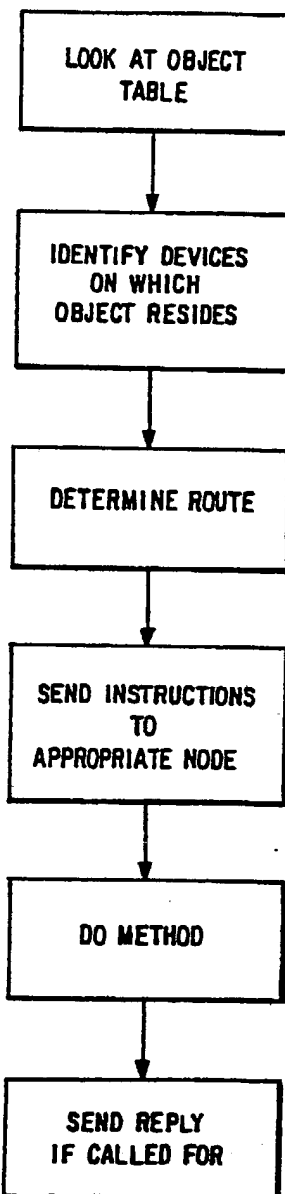 LOOK AT OBJECT
TABLE
IDENTIFY DEVICES
ON WHICH
OBJECT RESIDES
DETERMINE ROUTE
SEND INSTRUCTIONS
TO
APPROPRIATE NODE
DO METHOD
SEND REPLY
IF CALLED FOR